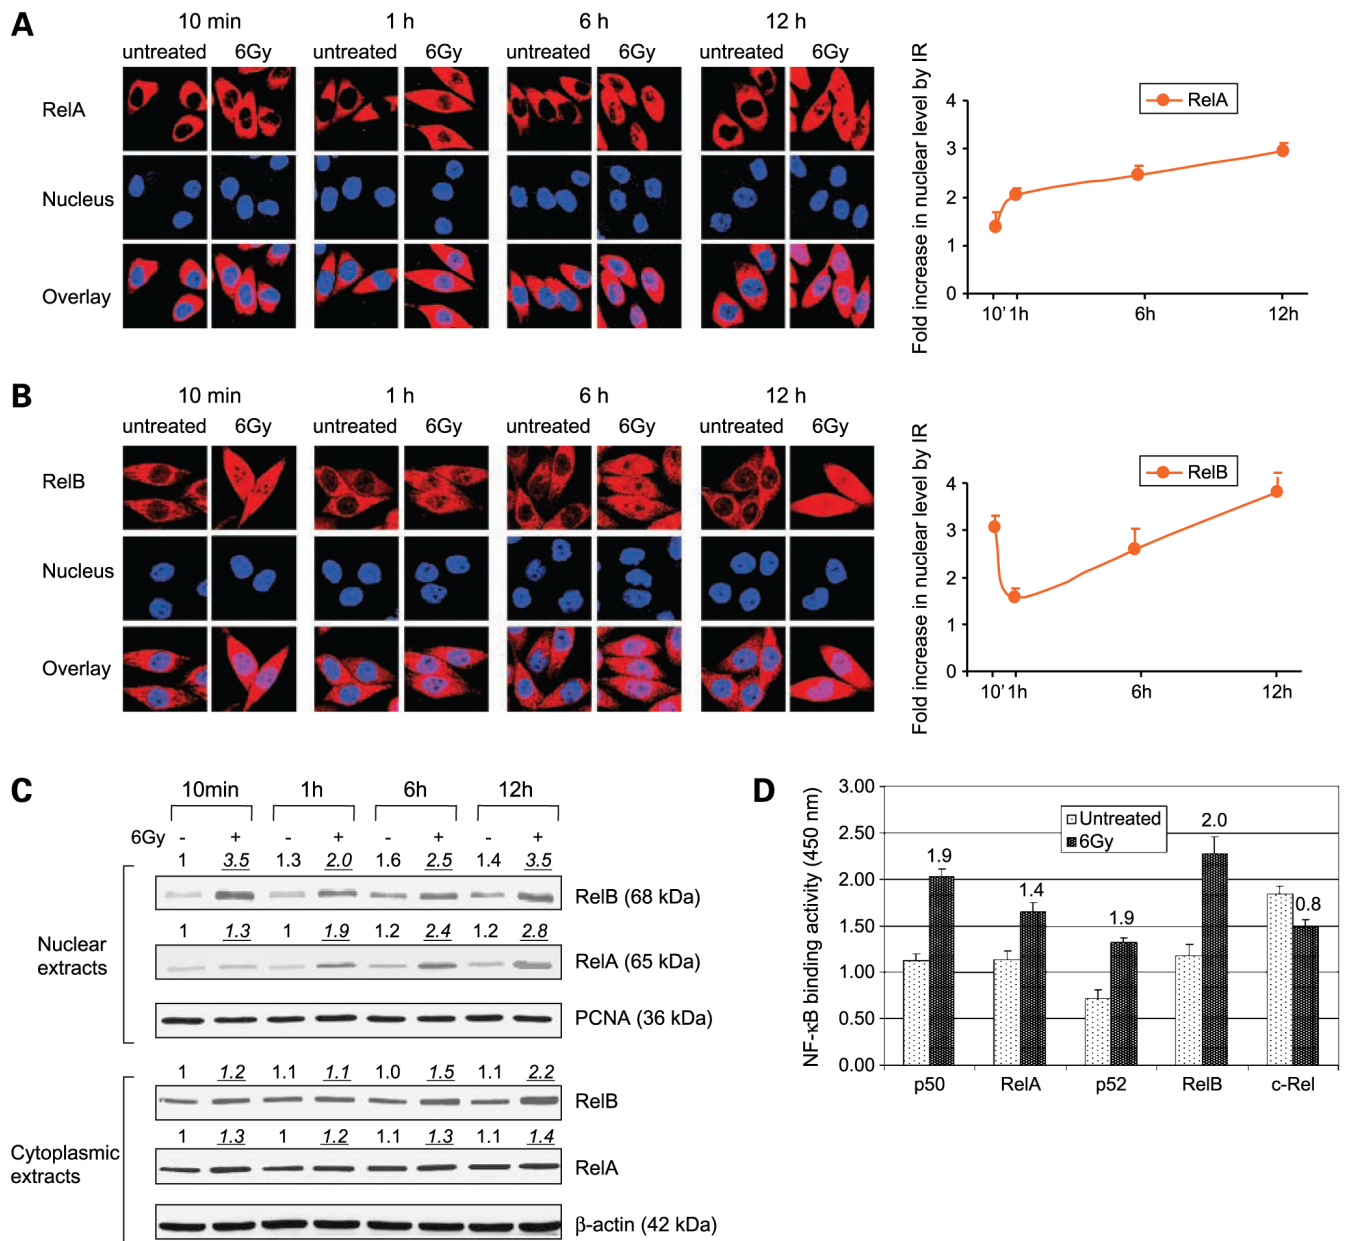 A
10 min 1 h 6 h 12 h
untreated 6Gy untreated 6Gy untreated 6Gy untreated 6Gy
RelA
Nucleus
Overlay
Fold increase in nuclear level by IR
RelA
4
3
2
1
0
10' 1h 6h 12h
B
10 min 1 h 6 h 12 h
untreated 6Gy untreated 6Gy untreated 6Gy untreated 6Gy
RelB
Nucleus
Overlay
Fold increase in nuclear level by IR
RelB
4
3
2
1
0
10' 1h 6h 12h
C
10min 1h 6h 12h
6Gy - + - + - + - +
1 3.5 1.3 2.0 1.6 2.5 1.4 3.5
RelB (68 kDa)
1 1.3 1 1.9 1.2 2.4 1.2 2.8
Nuclear
extracts
RelA (65 kDa)
PCNA (36 kDa)
1 1.2 1.1 1.1 1.0 1.5 1.1 2.2
RelB
1 1.3 1 1.2 1.1 1.3 1.1 1.4
Cytoplasmic
extracts
RelA
β-actin (42 kDa)
D
NF-κB binding activity (450 nm)
3.00
2.50
2.00
1.50
1.00
0.50
0.00
Untreated
6Gy
1.9
1.4
1.9
2.0
0.8
p50 RelA p52 RelB c-Rel